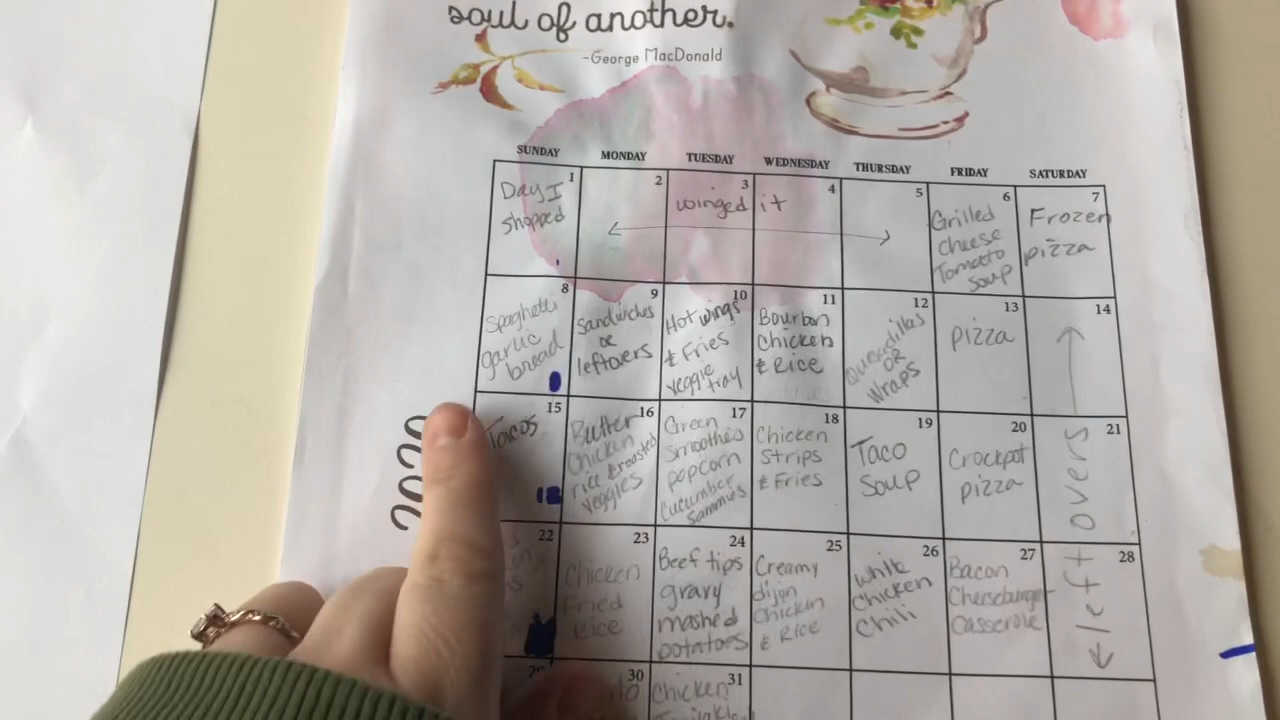 soul of another.
-George MacDonald
SUNDAY MONDAY TUESDAY WEDNESDAY THURSDAY FRIDAY SATURDAY
1
Day I
shopped
2
3
winged it
4
5
6
Grilled
cheese
Tomato
soup
7
Frozen
pizza
8
Spaghetti
garlic
bread
9
Sandwiches
or
leftovers
10
Hot wings
& Fries
veggie
tray
11
Bourbon
Chicken
& Rice
12
Quesadillas
OR
Wraps
13
Pizza
14
15
Tacos
16
Butter
Chicken
rice & roasted
veggies
17
Green
Smoothies
popcorn
cucumber
sammies
18
Chicken
Strips
& Fries
19
Taco
Soup
20
Crockpot
pizza
21
left overs
22
23
Chicken
Fried
Rice
24
Beef tips
gravy
mashed
potatoes
25
Creamy
dijon
Chicken
& Rice
26
White
Chicken
Chili
27
Bacon
Cheeseburger
Casserole
28
30
31
Chicken